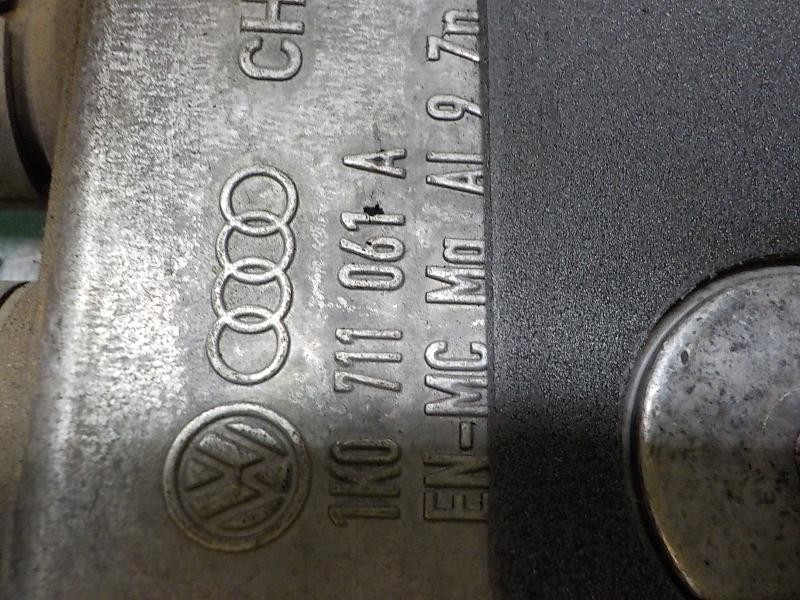 CH
1K0 711 061 A
EN-MC Mg Al 9 Zn